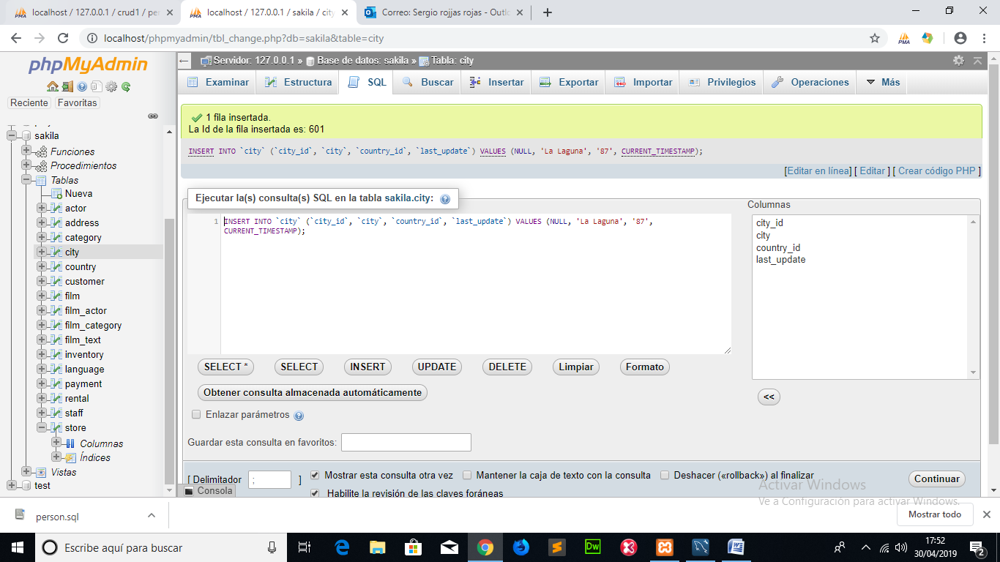 localhost / 127.0.0.1 / crud1 / per
localhost / 127.0.0.1 / sakila / city
Correo: Sergio rojjas rojas - Outlo
localhost/phpmyadmin/tbl_change.php?db=sakila&table=city
phpMyAdmin
Reciente
Favoritas
sakila
Funciones
Procedimientos
Tablas
Nueva
actor
address
category
city
country
customer
film
film_actor
film_category
film_text
inventory
language
payment
rental
staff
store
Columnas
Índices
Vistas
test
Servidor: 127.0.0.1 » Base de datos: sakila » Tabla: city
Examinar
Estructura
SQL
Buscar
Insertar
Exportar
Importar
Privilegios
Operaciones
Más
1 fila insertada.
La Id de la fila insertada es: 601
INSERT INTO `city` (`city_id`, `city`, `country_id`, `last_update`) VALUES (NULL, 'La Laguna', '87', CURRENT_TIMESTAMP);
[Editar en línea] [ Editar ] [ Crear código PHP ]
Ejecutar la(s) consulta(s) SQL en la tabla sakila.city:
1 INSERT INTO `city` (`city_id`, `city`, `country_id`, `last_update`) VALUES (NULL, 'La Laguna', '87',
CURRENT_TIMESTAMP);
Columnas
city_id
city
country_id
last_update
SELECT *
SELECT
INSERT
UPDATE
DELETE
Limpiar
Formato
<<
Obtener consulta almacenada automáticamente
Enlazar parámetros
Guardar esta consulta en favoritos:
[ Delimitador ; ]
Mostrar esta consulta otra vez
Mantener la caja de texto con la consulta
Deshacer («rollback») al finalizar
Continuar
Habilite la revisión de las claves foráneas
Consola
Activar Windows
Ve a Configuración para activar Windows.
person.sql
Mostrar todo
Escribe aquí para buscar
Dw
17:52
30/04/2019
2